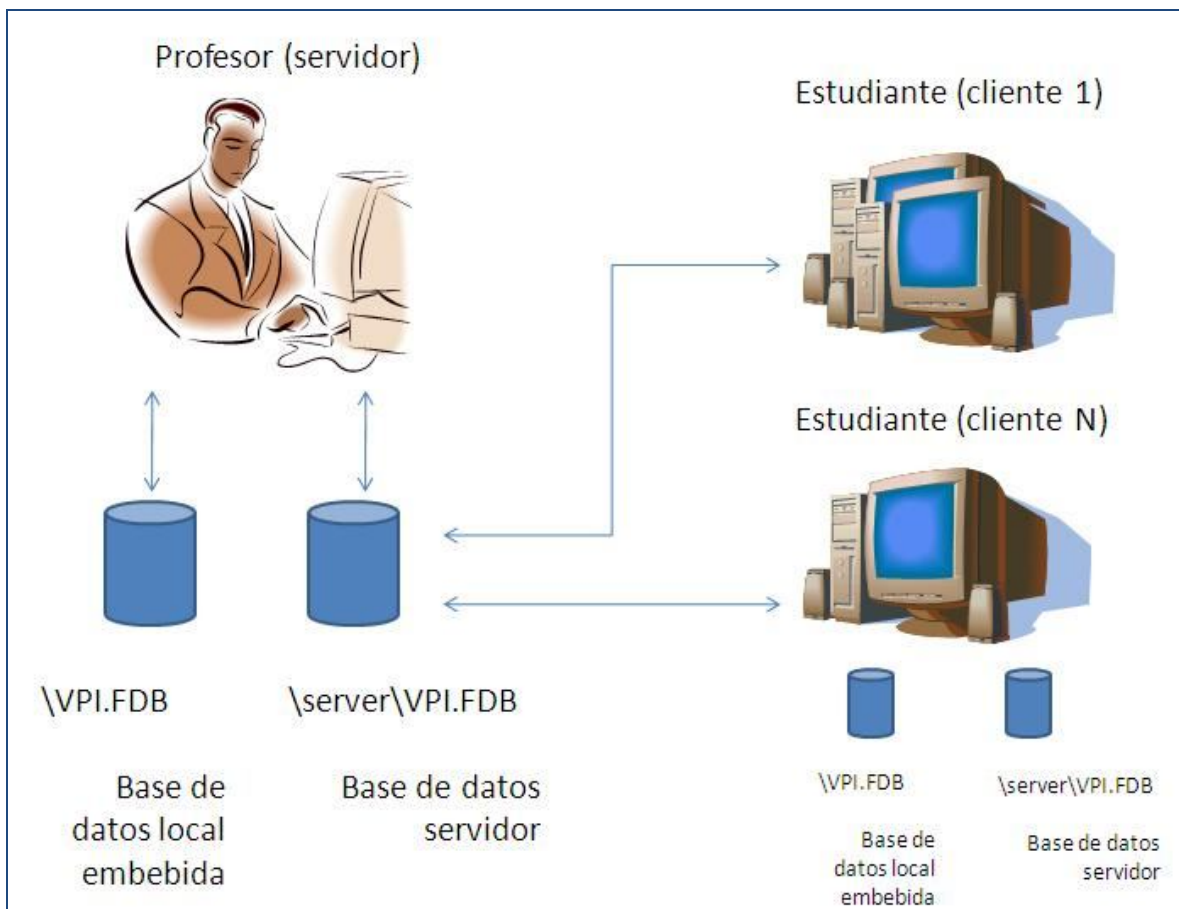 Profesor (servidor)
Estudiante (cliente 1)
Estudiante (cliente N)
\VPI.FDB
\server\VPI.FDB
Base de
datos local
embebida
Base de datos
servidor
\VPI.FDB
\server\VPI.FDB
Base de
datos local
embebida
Base de datos
servidor